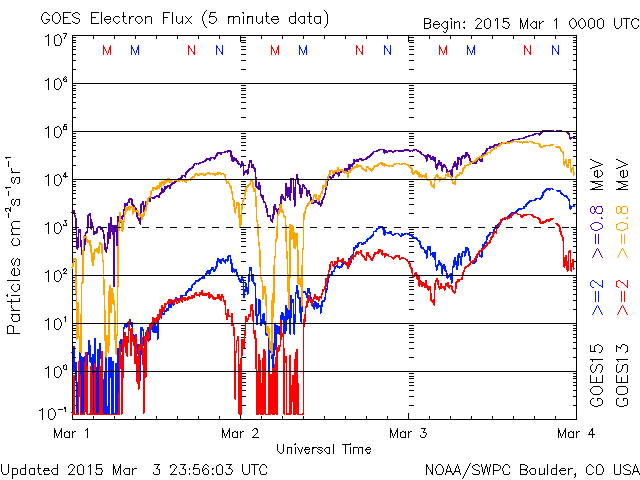 GOES Electron Flux (5 minute data)
Begin: 2015 Mar 1 0000 UTC
M M N N M M N N M M N N
10⁷
10⁶
10⁵
10⁴
10³
10²
10¹
10⁰
10⁻¹
Particles cm⁻²s⁻¹sr⁻¹
Mar 1 Mar 2 Mar 3 Mar 4
Universal Time
GOES15 >=2 >=0.8 MeV
GOES13 >=2 >=0.8 MeV
Updated 2015 Mar 3 23:56:03 UTC
NOAA/SWPC Boulder, CO USA